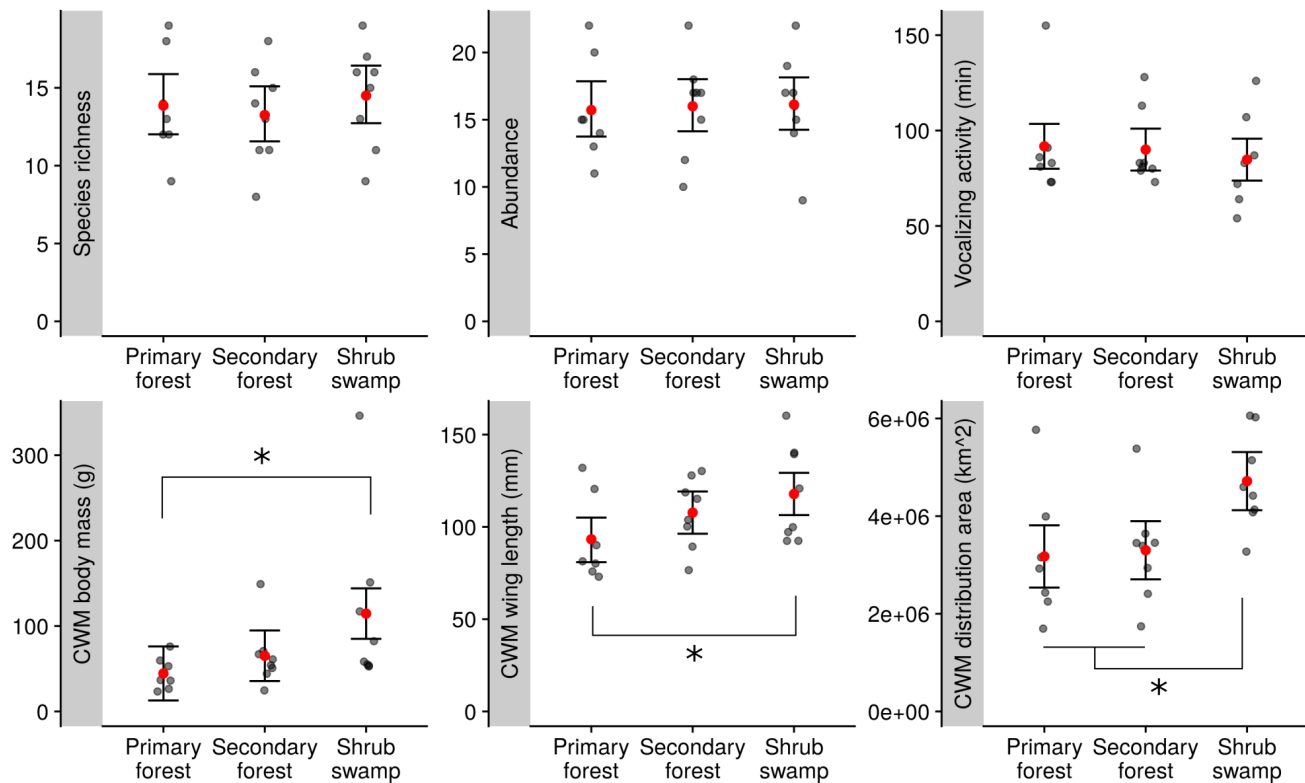 Species richness
15
10
5
0
Primary forest
Secondary forest
Shrub swamp
Abundance
20
15
10
5
0
Primary forest
Secondary forest
Shrub swamp
Vocalizing activity (min)
150
100
50
0
Primary forest
Secondary forest
Shrub swamp
CWM body mass (g)
300
200
100
0
*
Primary forest
Secondary forest
Shrub swamp
CWM wing length (mm)
150
100
50
0
*
Primary forest
Secondary forest
Shrub swamp
CWM distribution area (km^2)
6e+06
4e+06
2e+06
0e+00
*
Primary forest
Secondary forest
Shrub swamp